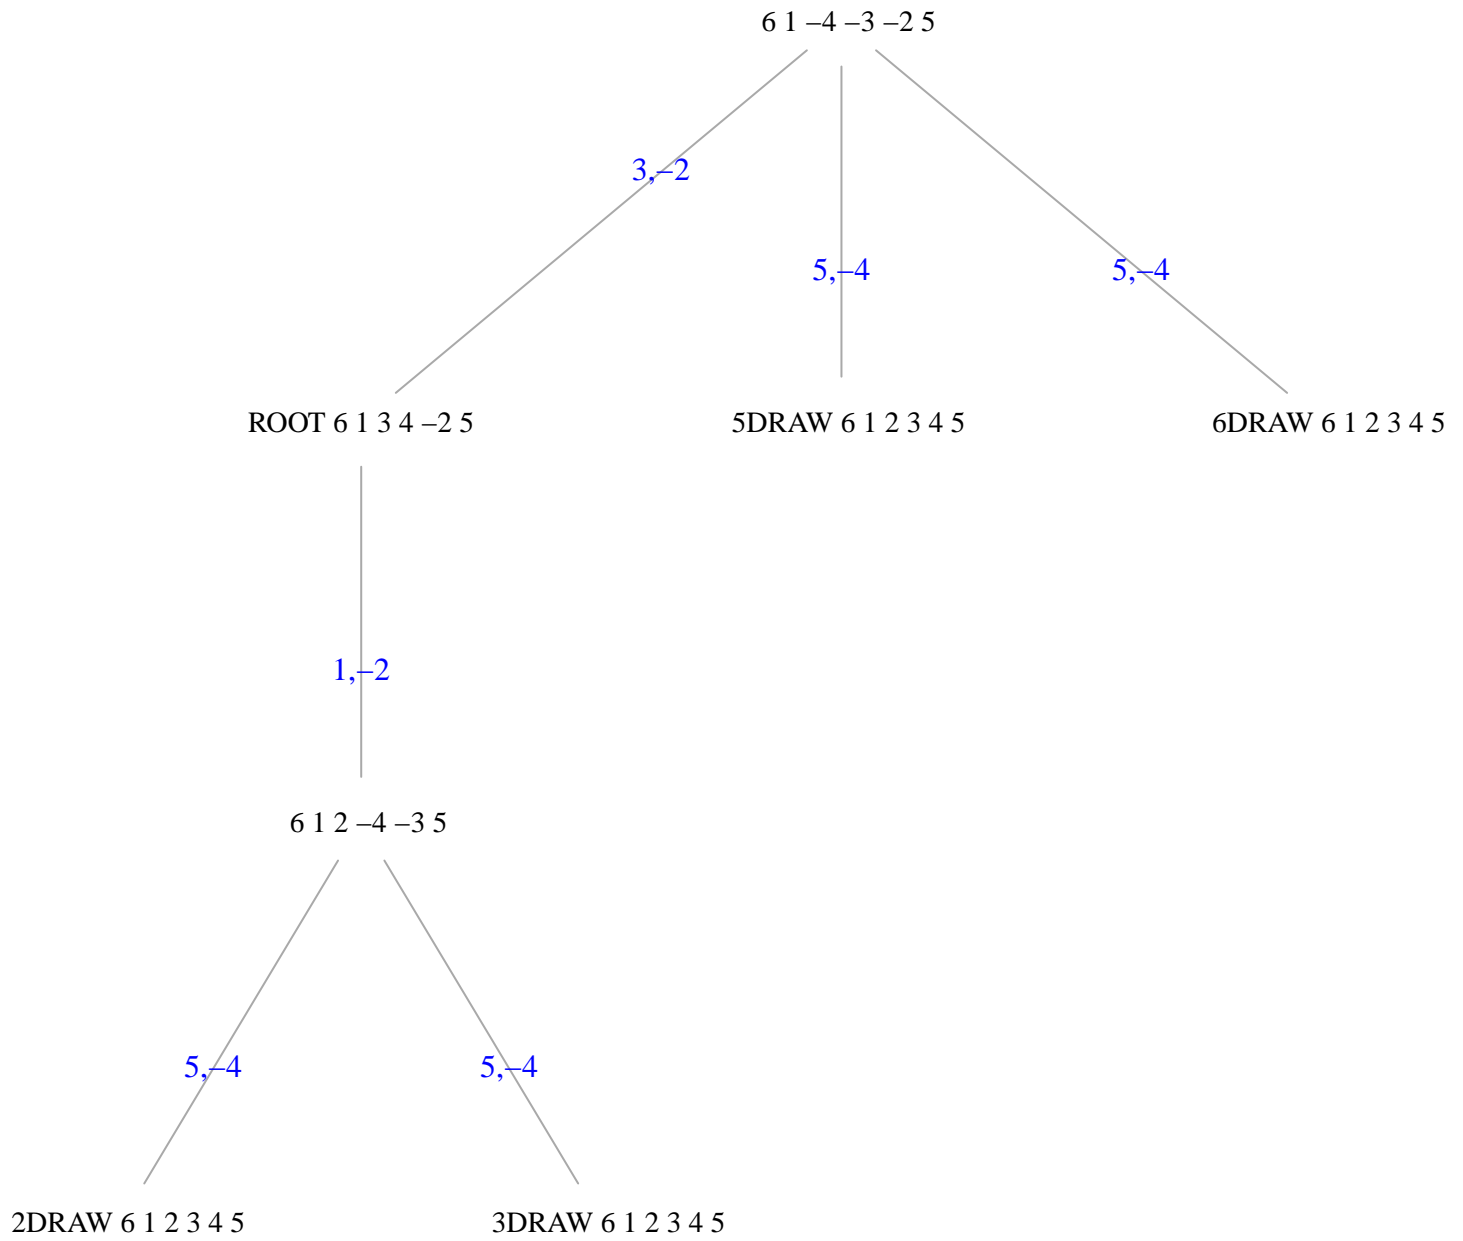 6 1 –4 –3 –2 5
3,–2
5,–4
5,–4
ROOT 6 1 3 4 –2 5
5DRAW 6 1 2 3 4 5
6DRAW 6 1 2 3 4 5
1,–2
6 1 2 –4 –3 5
5,–4
5,–4
2DRAW 6 1 2 3 4 5
3DRAW 6 1 2 3 4 5